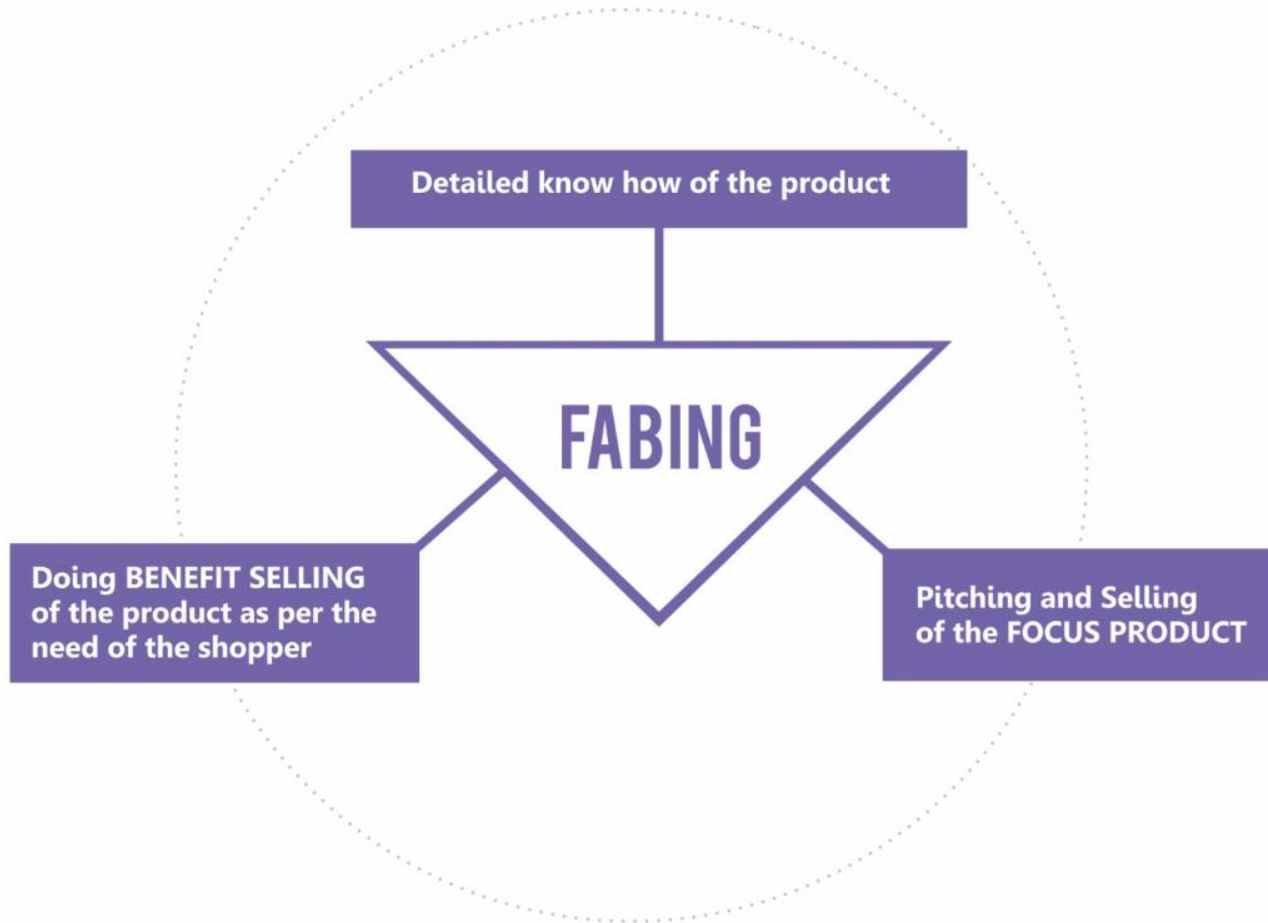 Detailed know how of the product
FABING
Doing BENEFIT SELLING
of the product as per the
need of the shopper
Pitching and Selling
of the FOCUS PRODUCT